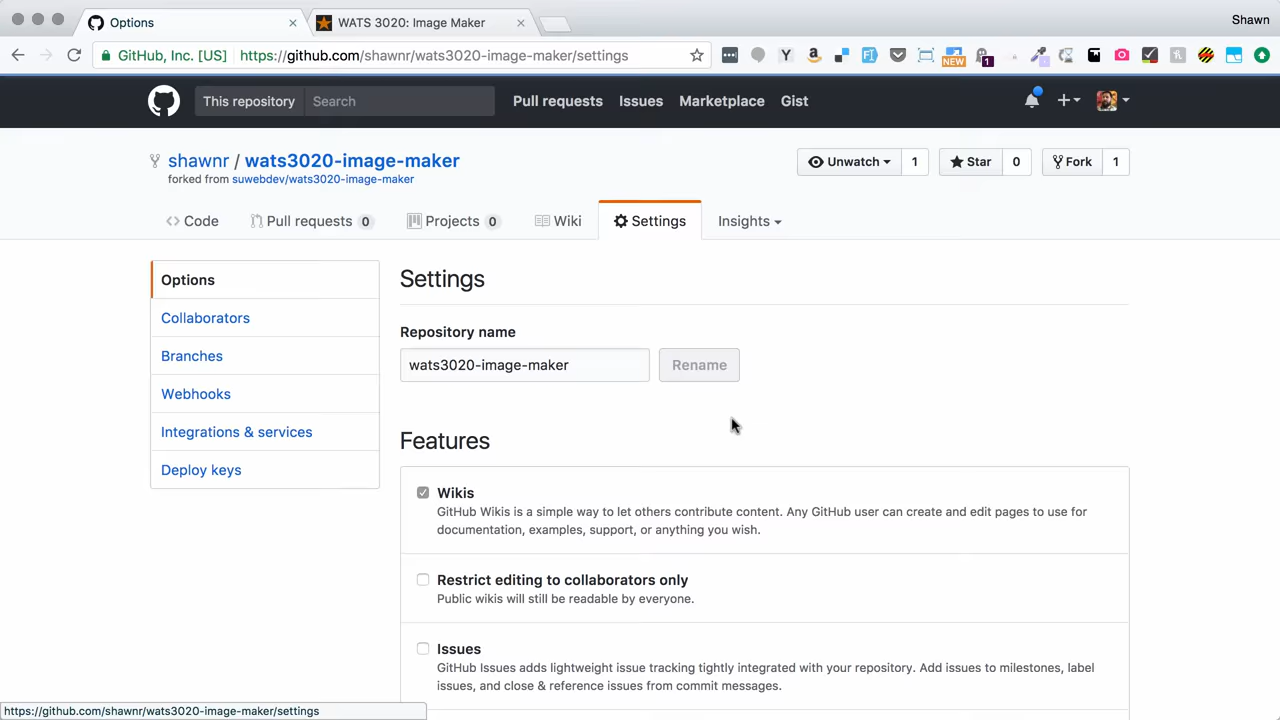 Options
WATS 3020: Image Maker
Shawn
GitHub, Inc. [US]
https://github.com/shawnr/wats3020-image-maker/settings
NEW
1
This repository
Search
Pull requests
Issues
Marketplace
Gist
shawnr / wats3020-image-maker
forked from suwebdev/wats3020-image-maker
Unwatch
1
Star
0
Fork
1
Code
Pull requests 0
Projects 0
Wiki
Settings
Insights
Options
Collaborators
Branches
Webhooks
Integrations & services
Deploy keys
Settings
Repository name
wats3020-image-maker
Rename
Features
Wikis
GitHub Wikis is a simple way to let others contribute content. Any GitHub user can create and edit pages to use for
documentation, examples, support, or anything you wish.
Restrict editing to collaborators only
Public wikis will still be readable by everyone.
Issues
GitHub Issues adds lightweight issue tracking tightly integrated with your repository. Add issues to milestones, label
issues, and close & reference issues from commit messages.
https://github.com/shawnr/wats3020-image-maker/settings